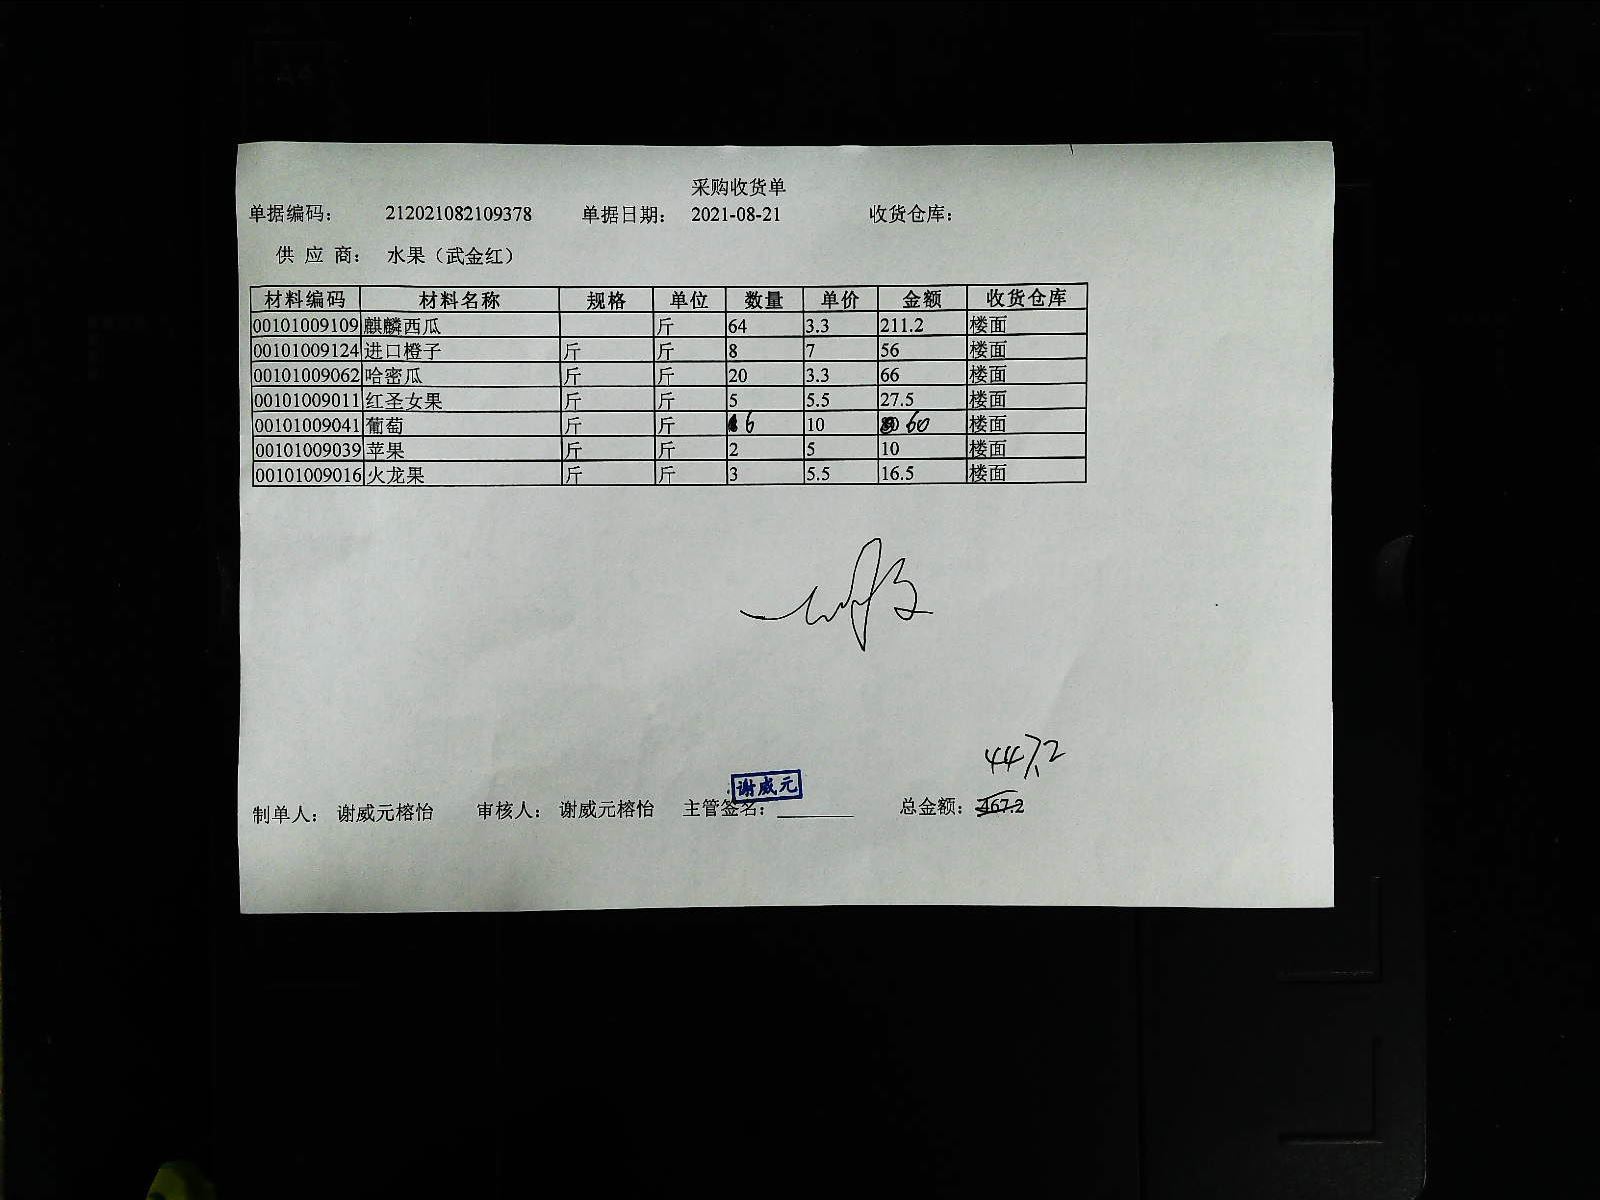 采购收货单
单据编码： 212021082109378 单据日期： 2021-08-21 收货仓库：
供 应 商： 水果（武金红）
材料编码 材料名称 规格 单位 数量 单价 金额 收货仓库
00101009109 麒麟西瓜 斤 64 3.3 211.2 楼面
00101009124 进口橙子 斤 斤 8 7 56 楼面
00101009062 哈密瓜 斤 斤 20 3.3 66 楼面
00101009011 红圣女果 斤 斤 5 5.5 27.5 楼面
00101009041 葡萄 斤 斤 6 10 60 楼面
00101009039 苹果 斤 斤 2 5 10 楼面
00101009016 火龙果 斤 斤 3 5.5 16.5 楼面
447.2
谢威元
制单人： 谢威元榕怡 审核人： 谢威元榕怡 主管签名： 总金额： 467.2